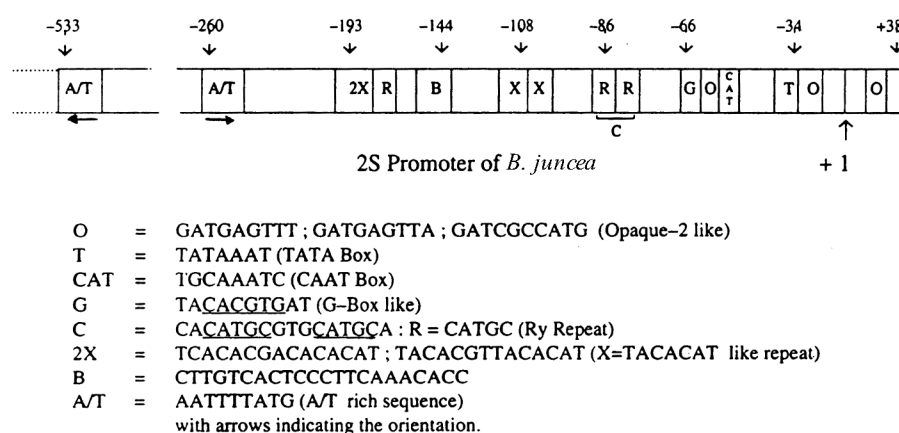 -533 -260 -193 -144 -108 -86 -66 -34 +38
A/T A/T 2X R B X X R R G O CAT T O O
C
2S Promoter of B. juncea +1
O = GATGAGTTT ; GATGAGTTA ; GATCGCCATG (Opaque-2 like)
T = TATAAAT (TATA Box)
CAT = TGCAAATC (CAAT Box)
G = TACACGTGAT (G-Box like)
C = CACATGCGTGCATGCA : R = CATGC (Ry Repeat)
2X = TCACACGACACACAT ; TACACGTTACACAT (X=TACACAT like repeat)
B = CTTGTCACTCCCTTCAAACACC
A/T = AATTTTATG (A/T rich sequence)
with arrows indicating the orientation.